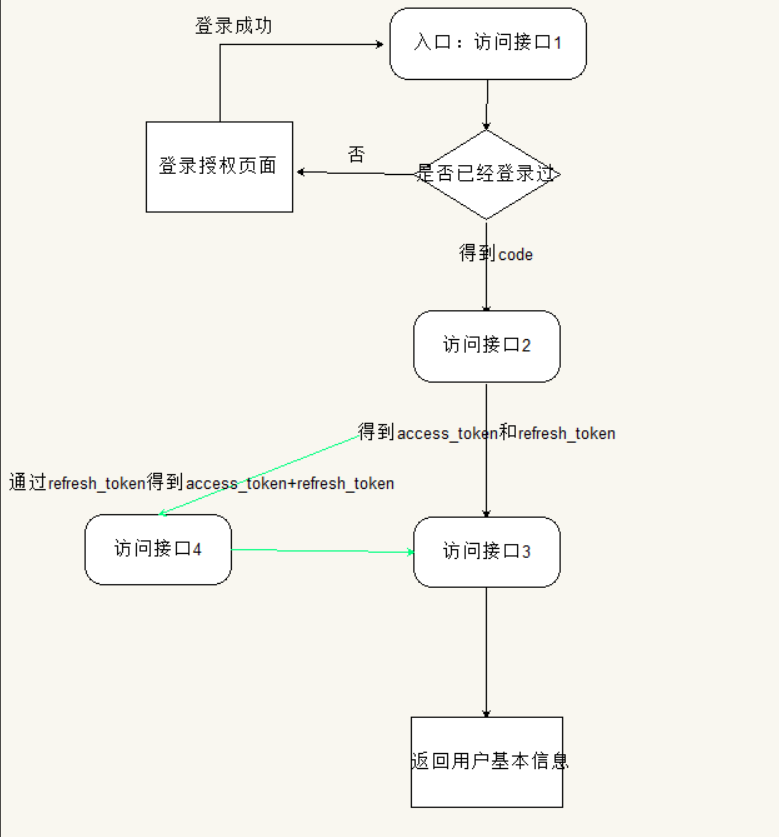 登录成功
入口：访问接口1
登录授权页面
否
是否已经登录过
得到code
访问接口2
得到access_token和refresh_token
通过refresh_token得到access_token+refresh_token
访问接口4
访问接口3
返回用户基本信息